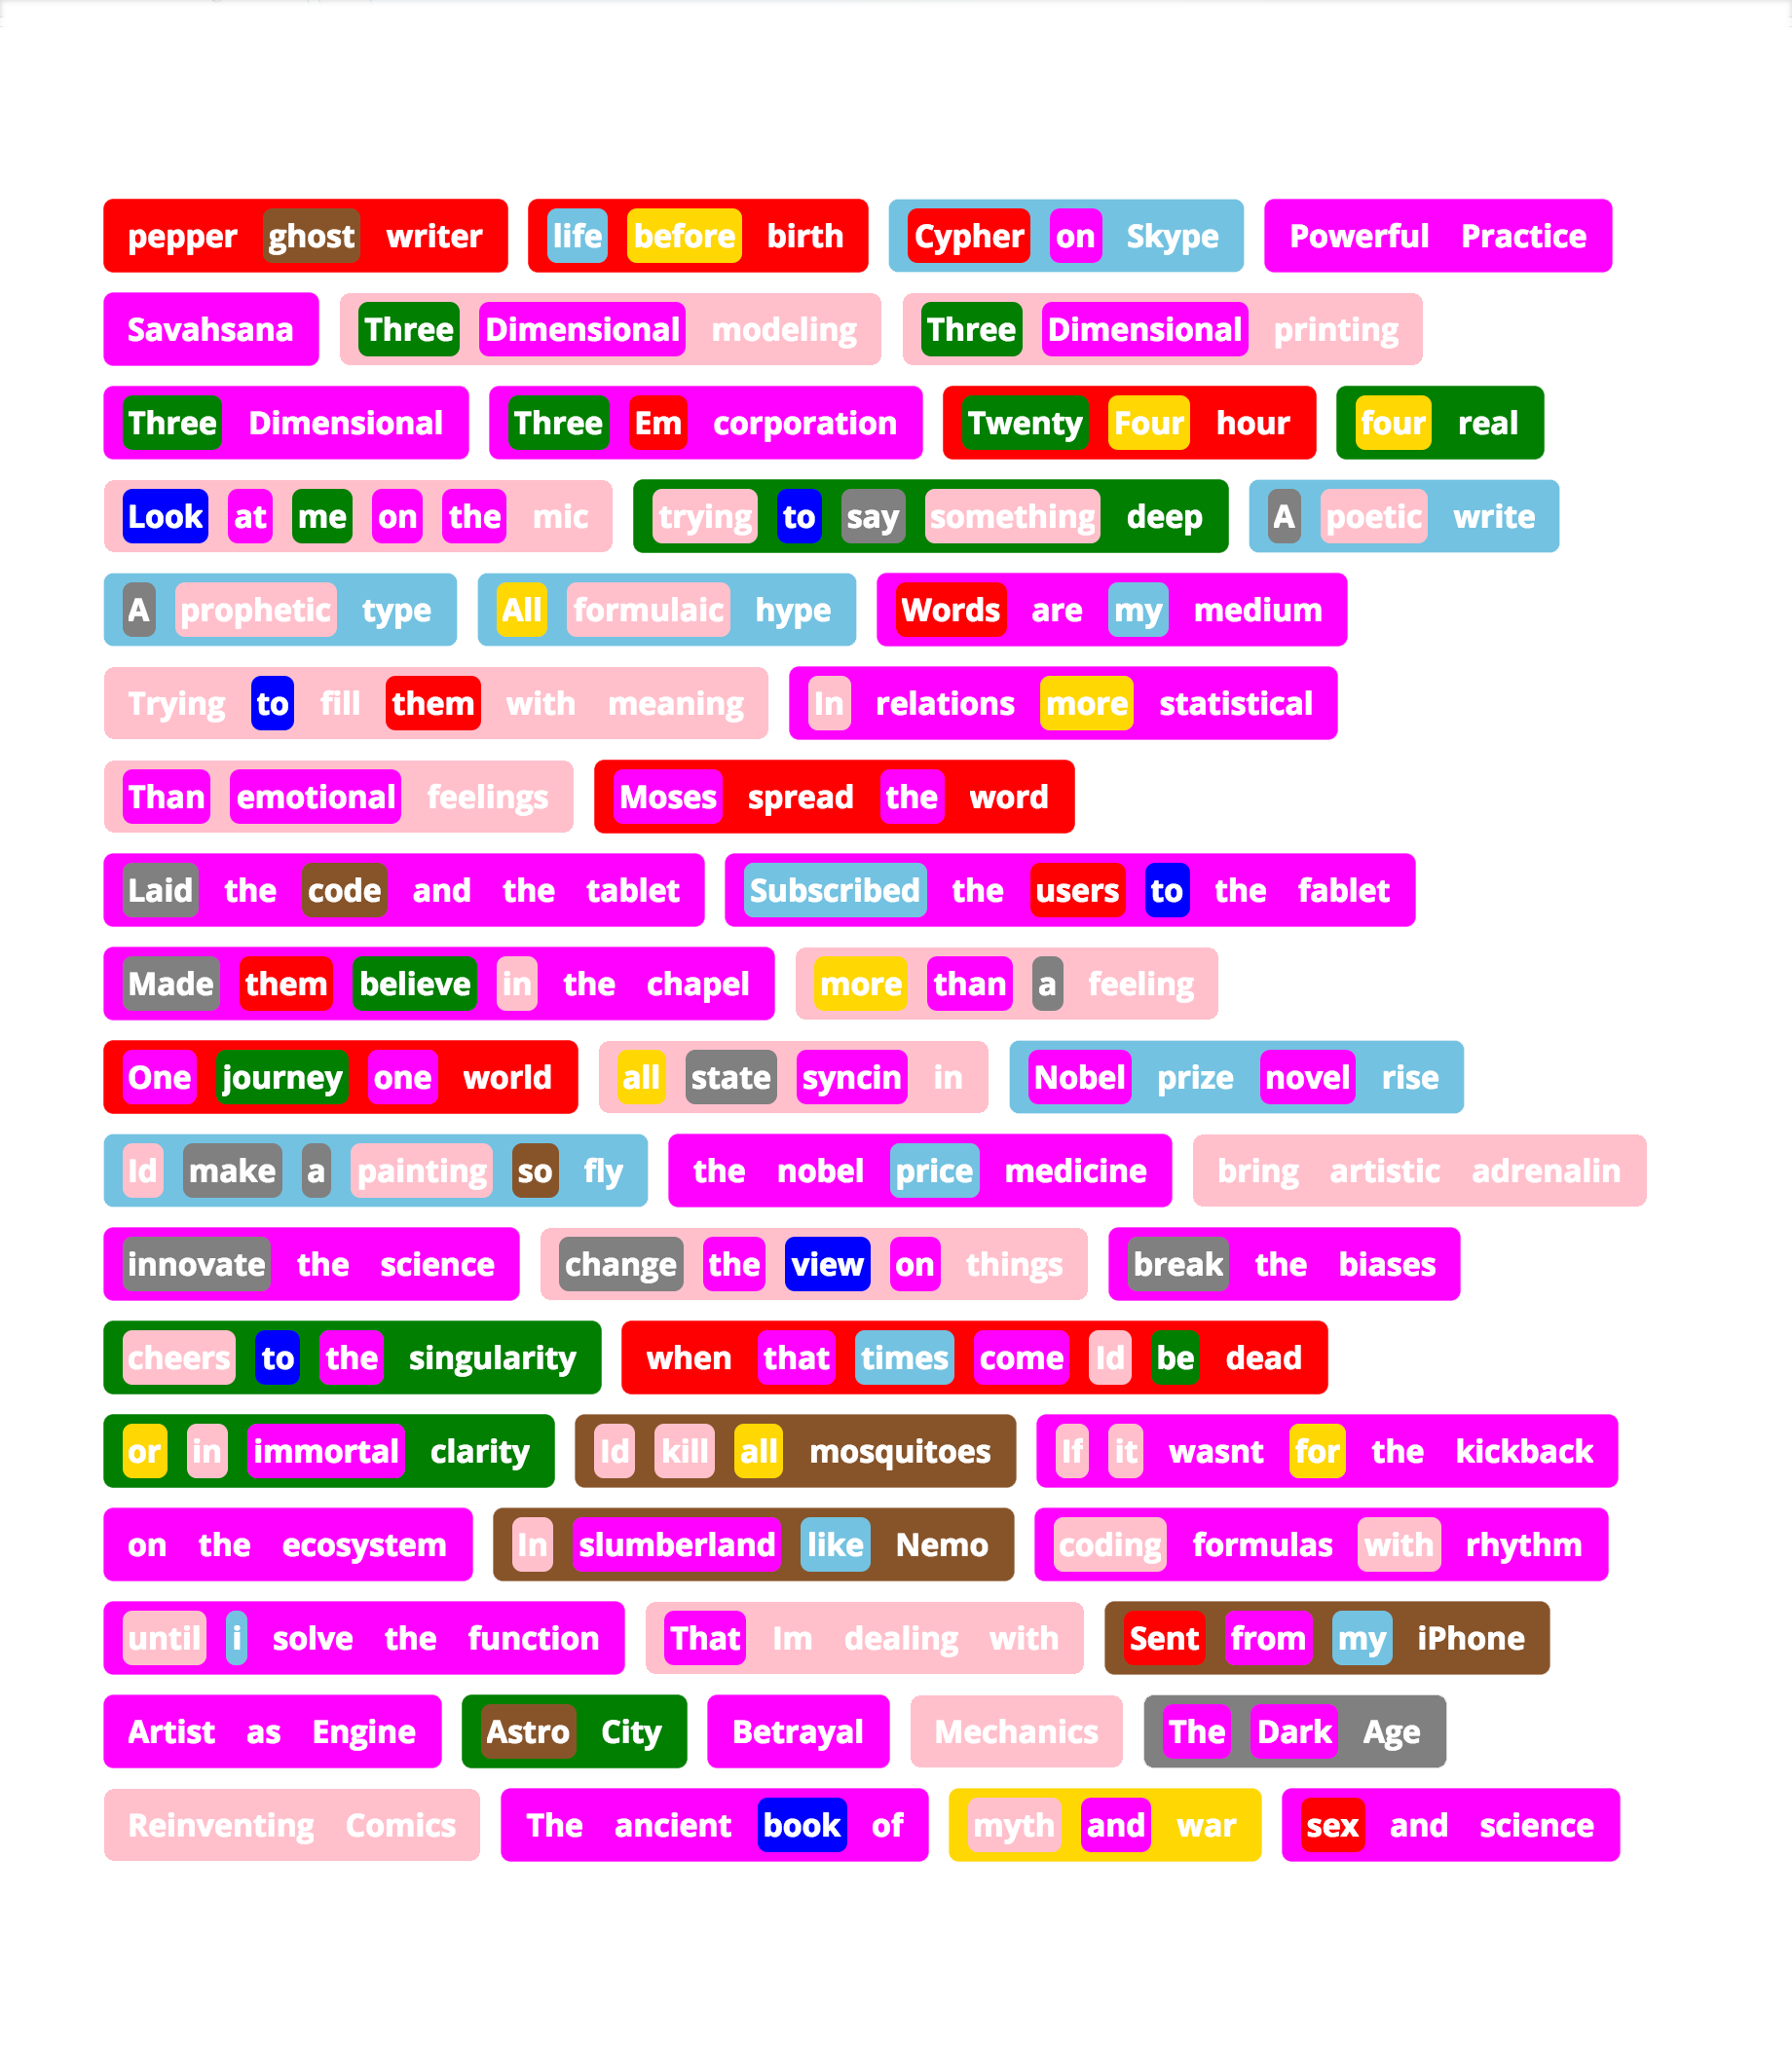 pepper ghost writer life before birth Cypher on Skype Powerful Practice
Savahsana Three Dimensional modeling Three Dimensional printing
Three Dimensional Three Em corporation Twenty Four hour four real
Look at me on the mic trying to say something deep A poetic write
A prophetic type All formulaic hype Words are my medium
Trying to fill them with meaning In relations more statistical
Than emotional feelings Moses spread the word
Laid the code and the tablet Subscribed the users to the fablet
Made them believe in the chapel more than a feeling
One journey one world all state syncin in Nobel prize novel rise
Id make a painting so fly the nobel price medicine bring artistic adrenalin
innovate the science change the view on things break the biases
cheers to the singularity when that times come Id be dead
or in immortal clarity Id kill all mosquitoes If it wasnt for the kickback
on the ecosystem In slumberland like Nemo coding formulas with rhythm
until i solve the function That Im dealing with Sent from my iPhone
Artist as Engine Astro City Betrayal Mechanics The Dark Age
Reinventing Comics The ancient book of myth and war sex and science